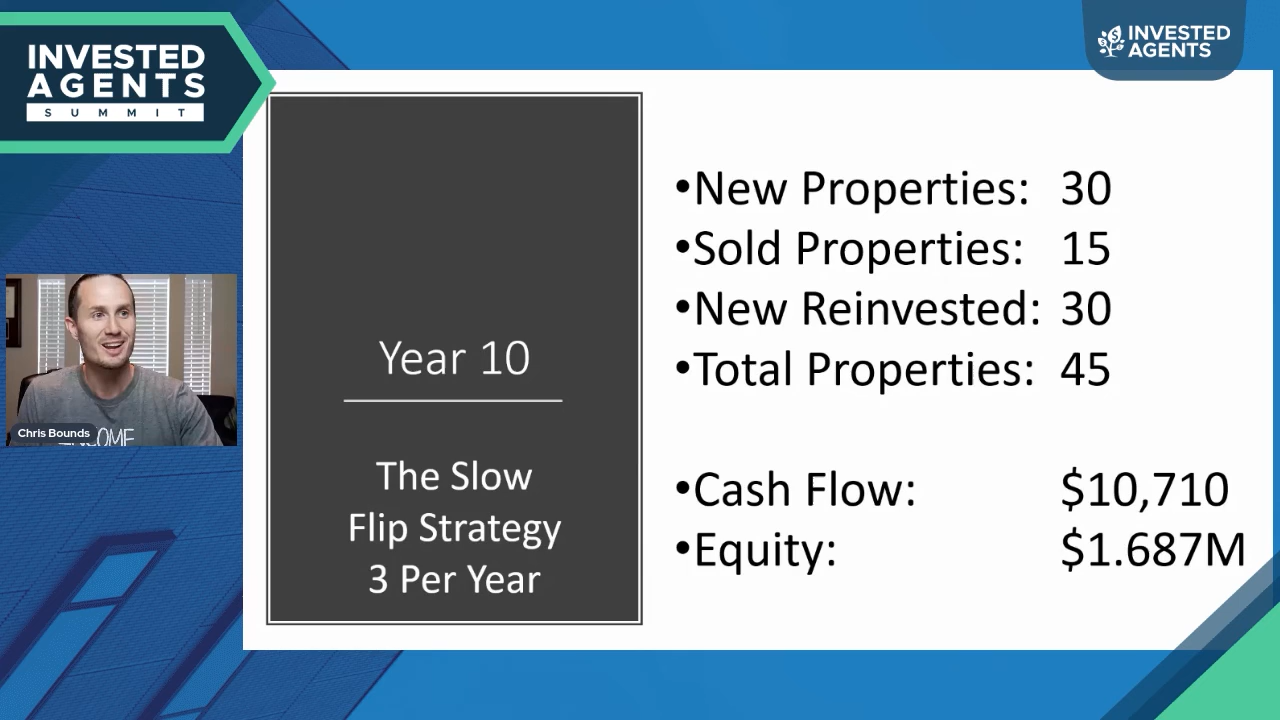 INVESTED
AGENTS
SUMMIT
INVESTED
AGENTS
Year 10
The Slow
Flip Strategy
3 Per Year
•New Properties: 30
•Sold Properties: 15
•New Reinvested: 30
•Total Properties: 45
•Cash Flow: $10,710
•Equity: $1.687M
Chris Bounds